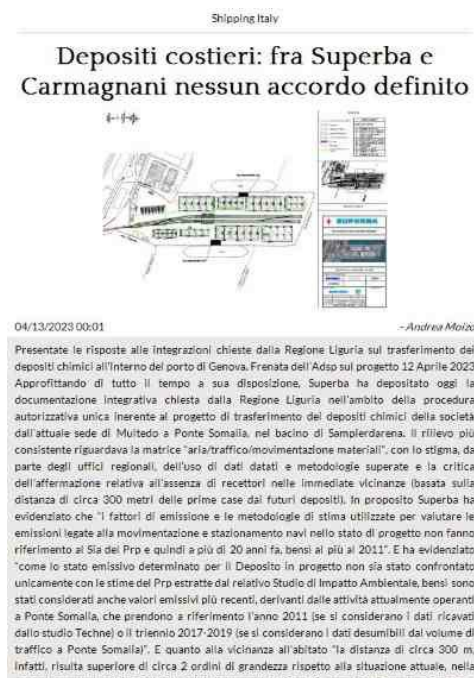 Shipping Italy
Depositi costieri: fra Superba e
Carmagnani nessun accordo definito
SUPERBA
04/13/2023 00:01
- Andrea Moizo
Presentate le risposte alle integrazioni chieste dalla Regione Liguria sul trasferimento dei
depositi chimici all'interno del porto di Genova. Frenata dell'Adsp sul progetto 12 Aprile 2023
Approfittando di tutto il tempo a sua disposizione, Superba ha depositato oggi la
documentazione integrativa chiesta dalla Regione Liguria nell'ambito della procedura
autorizzativa unica inerente al progetto di trasferimento dei depositi chimici della società
dall'attuale sede di Multedo a Ponte Somalia, nel bacino di Sampierdarena. Il rilievo più
consistente riguardava la matrice "aria/traffico/movimentazione materiali", con lo stigma, da
parte degli uffici regionali, dell'uso di dati datati e metodologie superate e la critica
dell'affermazione relativa all'assenza di recettori nelle immediate vicinanze (basata sulla
distanza di circa 300 metri delle prime case dai futuri depositi). In proposito Superba ha
evidenziato che "i fattori di emissione e le metodologie di stima utilizzate per valutare le
emissioni legate alla movimentazione e stazionamento navi nello stato di progetto non fanno
riferimento al Sia del Prp e quindi a più di 20 anni fa, bensì al più al 2011". E ha evidenziato
"come lo stato emissivo determinato per il Deposito in progetto non sia stato confrontato
unicamente con le stime del Prp estratte dal relativo Studio di Impatto Ambientale, bensì sono
stati considerati anche valori emissivi più recenti, derivanti dalle attività attualmente operanti
a Ponte Somalia, che prendono a riferimento l'anno 2011 (se si considerano i dati ricavati
dallo studio Techne) o il triennio 2017-2019 (se si considerano i dati desumibili dal volume di
traffico a Ponte Somalia)". E quanto alla vicinanza all'abitato "la distanza di circa 300 m,
infatti, risulta superiore di circa 2 ordini di grandezza rispetto alla situazione attuale, nella